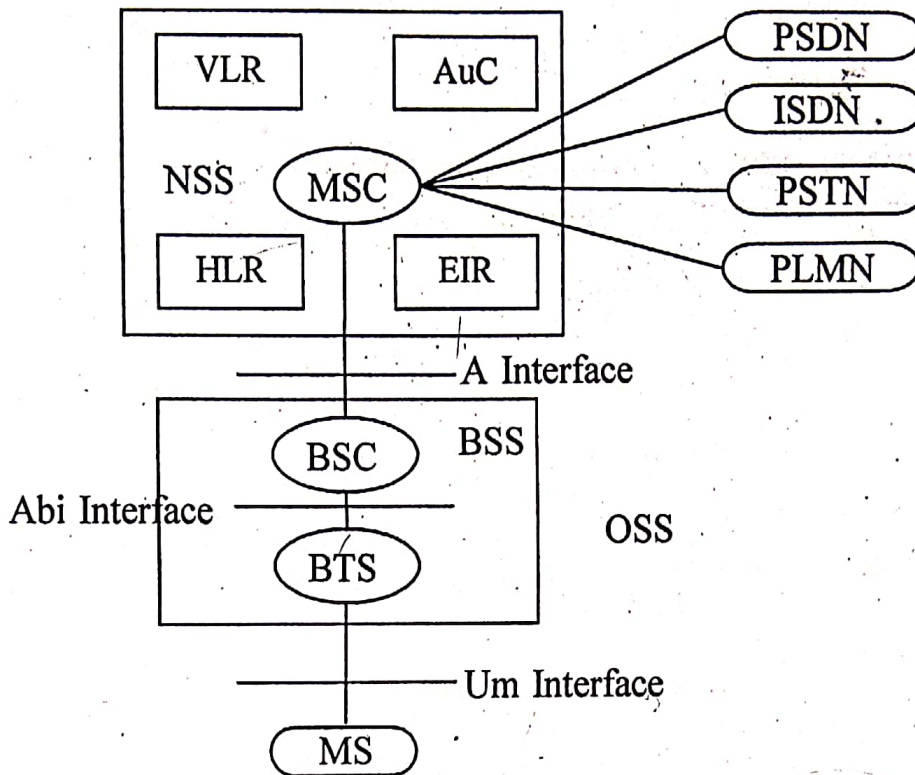 PSDN
VLR
AuC
ISDN
NSS
MSC
PSTN
HLR
EIR
PLMN
A Interface
BSC
BSS
Abi Interface
OSS
BTS
Um Interface
MS